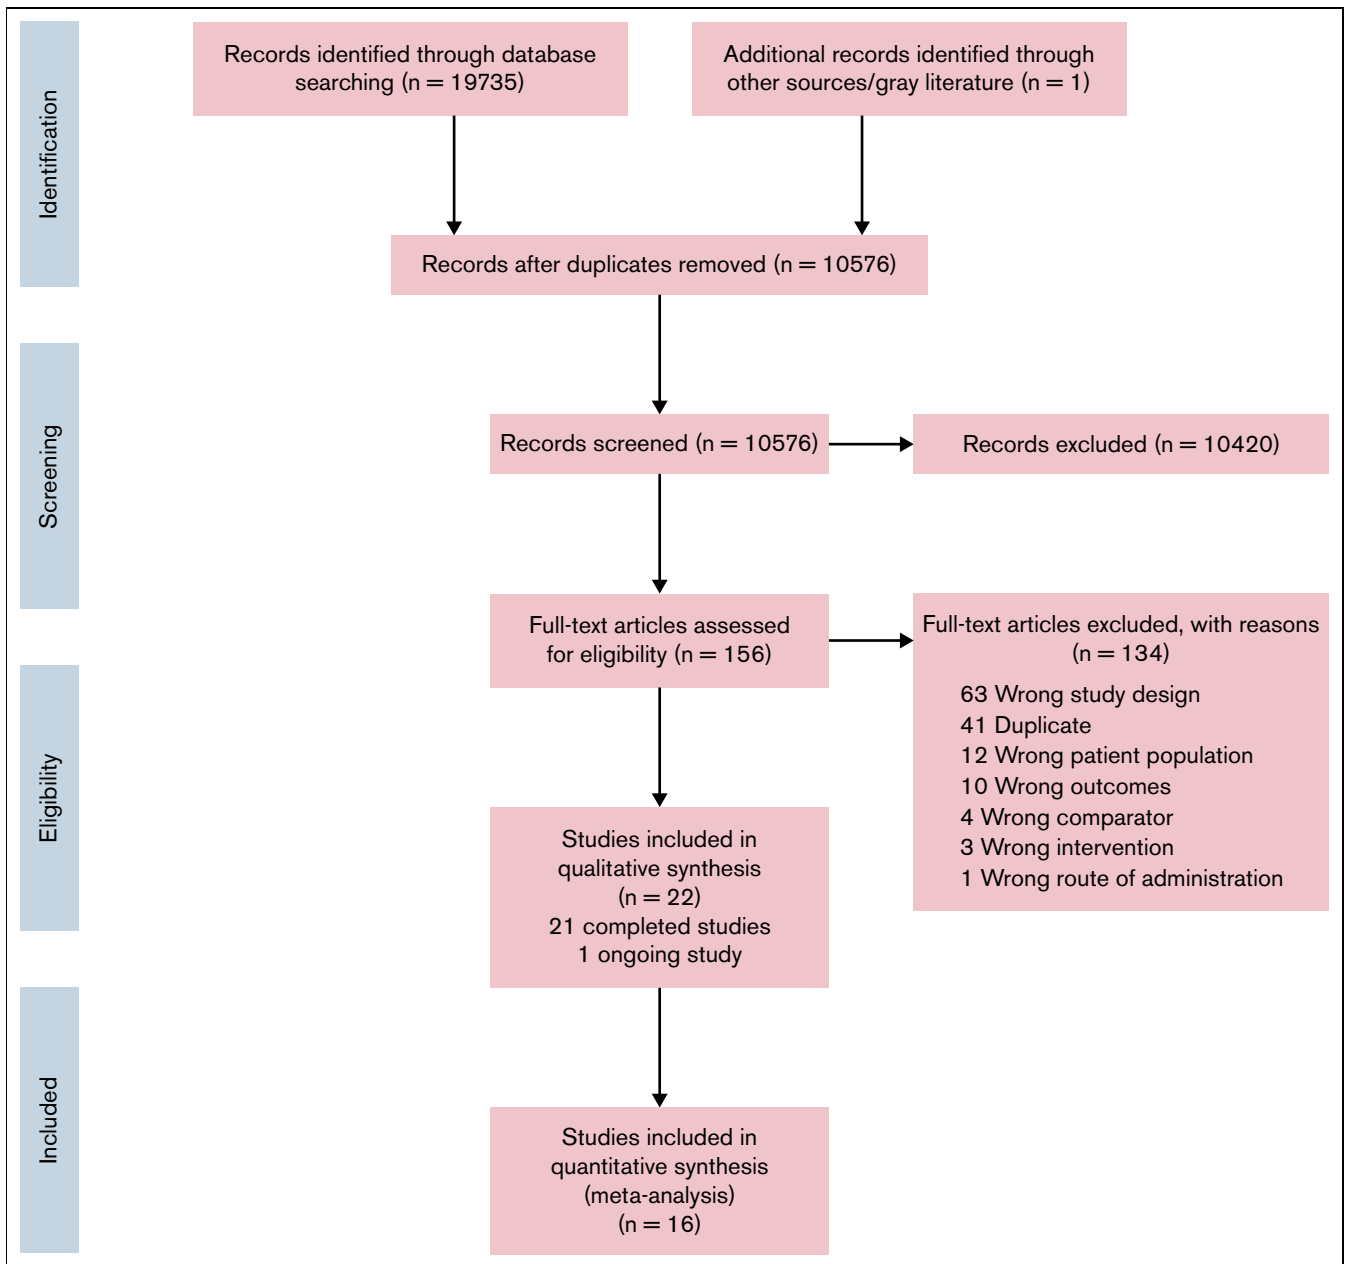 Identification
Records identified through database
searching (n = 19735)
Additional records identified through
other sources/gray literature (n = 1)
Records after duplicates removed (n = 10576)
Screening
Records screened (n = 10576)
Records excluded (n = 10420)
Full-text articles assessed
for eligibility (n = 156)
Full-text articles excluded, with reasons
(n = 134)
63 Wrong study design
41 Duplicate
12 Wrong patient population
10 Wrong outcomes
4 Wrong comparator
3 Wrong intervention
1 Wrong route of administration
Eligibility
Studies included in
qualitative synthesis
(n = 22)
21 completed studies
1 ongoing study
Included
Studies included in
quantitative synthesis
(meta-analysis)
(n = 16)